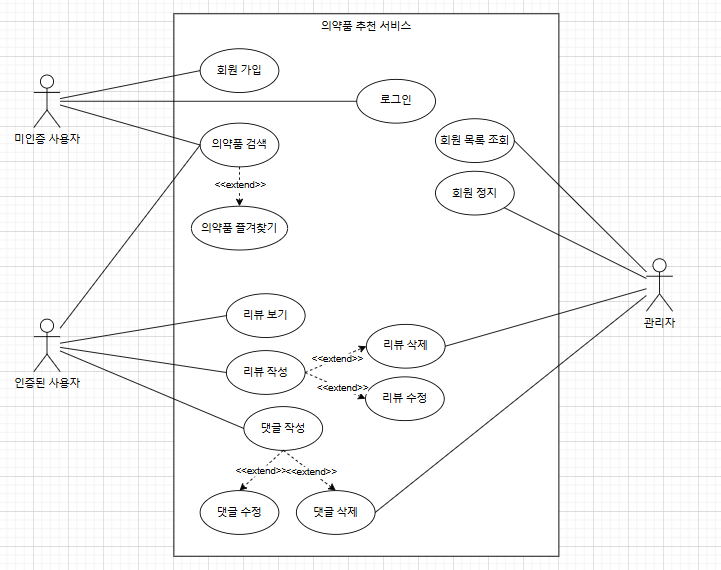 의약품 추천 서비스
회원 가입
로그인
미인증 사용자
의약품 검색
회원 목록 조회
<<extend>>
회원 정지
의약품 즐겨찾기
리뷰 보기
관리자
리뷰 삭제
<<extend>>
인증된 사용자
리뷰 작성
<<extend>>
리뷰 수정
댓글 작성
<<extend>>
<<extend>>
댓글 수정
댓글 삭제